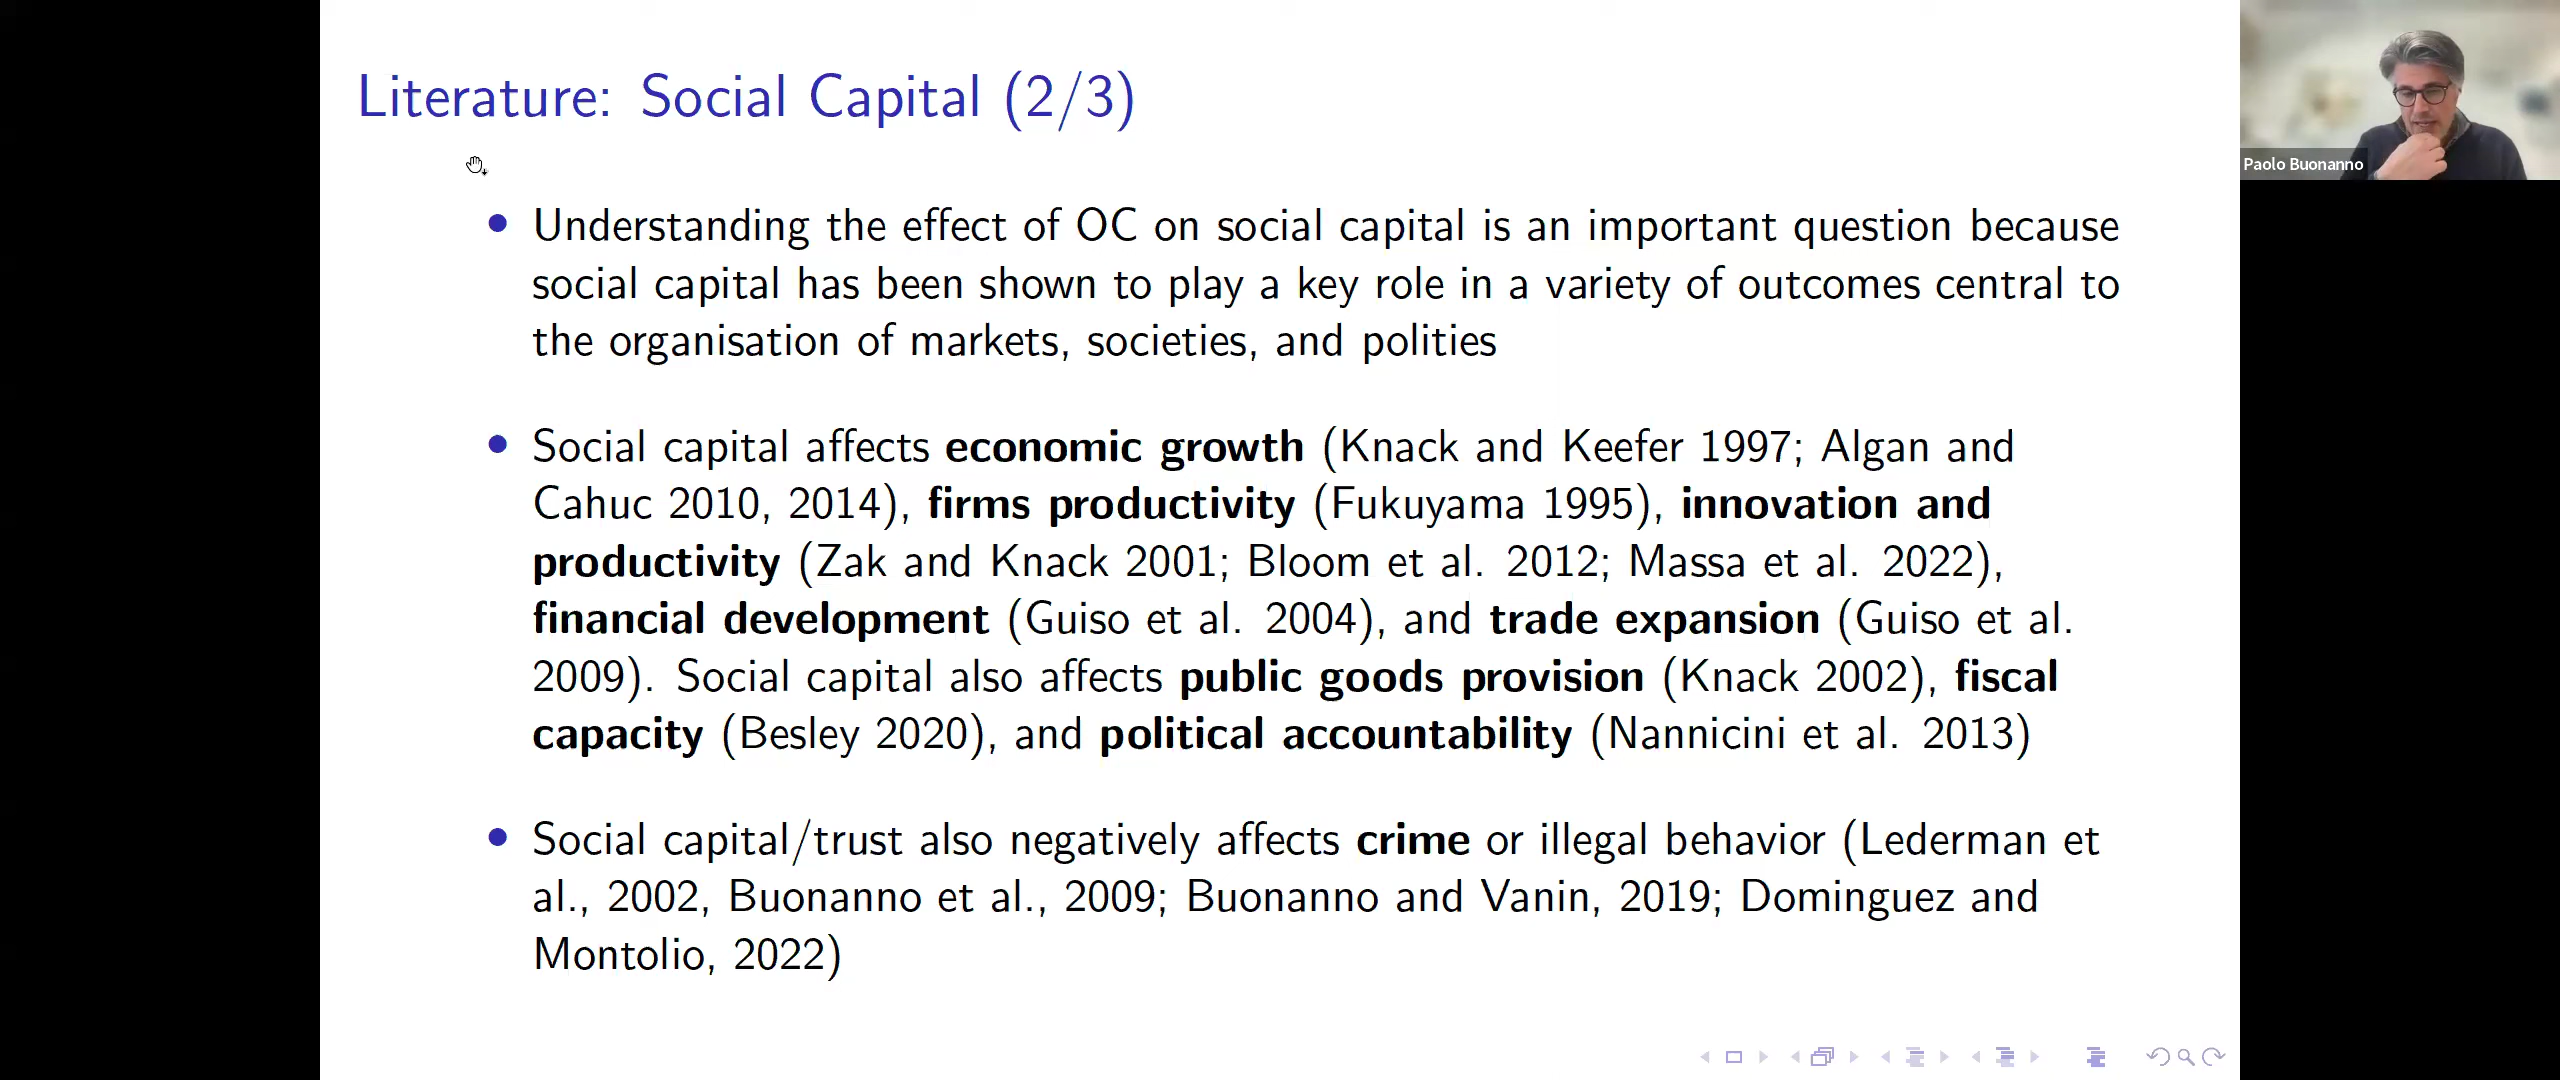 Literature: Social Capital (2/3)
Paolo Buonanno
• Understanding the effect of OC on social capital is an important question because
social capital has been shown to play a key role in a variety of outcomes central to
the organisation of markets, societies, and polities
• Social capital affects economic growth (Knack and Keefer 1997; Algan and
Cahuc 2010, 2014), firms productivity (Fukuyama 1995), innovation and
productivity (Zak and Knack 2001; Bloom et al. 2012; Massa et al. 2022),
financial development (Guiso et al. 2004), and trade expansion (Guiso et al.
2009). Social capital also affects public goods provision (Knack 2002), fiscal
capacity (Besley 2020), and political accountability (Nannicini et al. 2013)
• Social capital/trust also negatively affects crime or illegal behavior (Lederman et
al., 2002, Buonanno et al., 2009; Buonanno and Vanin, 2019; Dominguez and
Montolio, 2022)